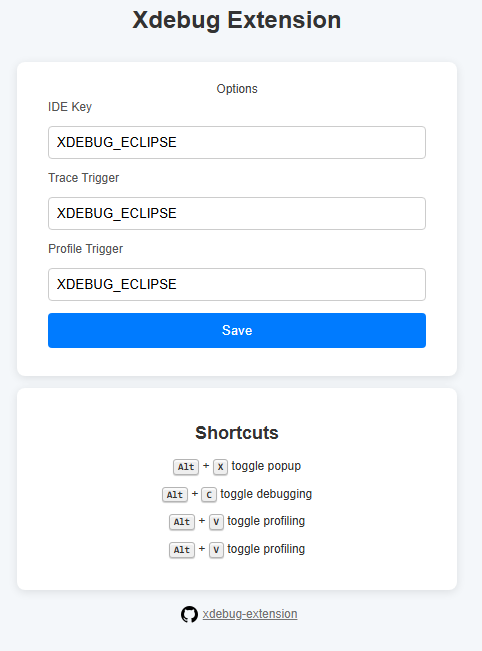 Xdebug Extension
Options
IDE Key
XDEBUG_ECLIPSE
Trace Trigger
XDEBUG_ECLIPSE
Profile Trigger
XDEBUG_ECLIPSE
Save
Shortcuts
Alt + X toggle popup
Alt + C toggle debugging
Alt + V toggle profiling
Alt + V toggle profiling
xdebug-extension